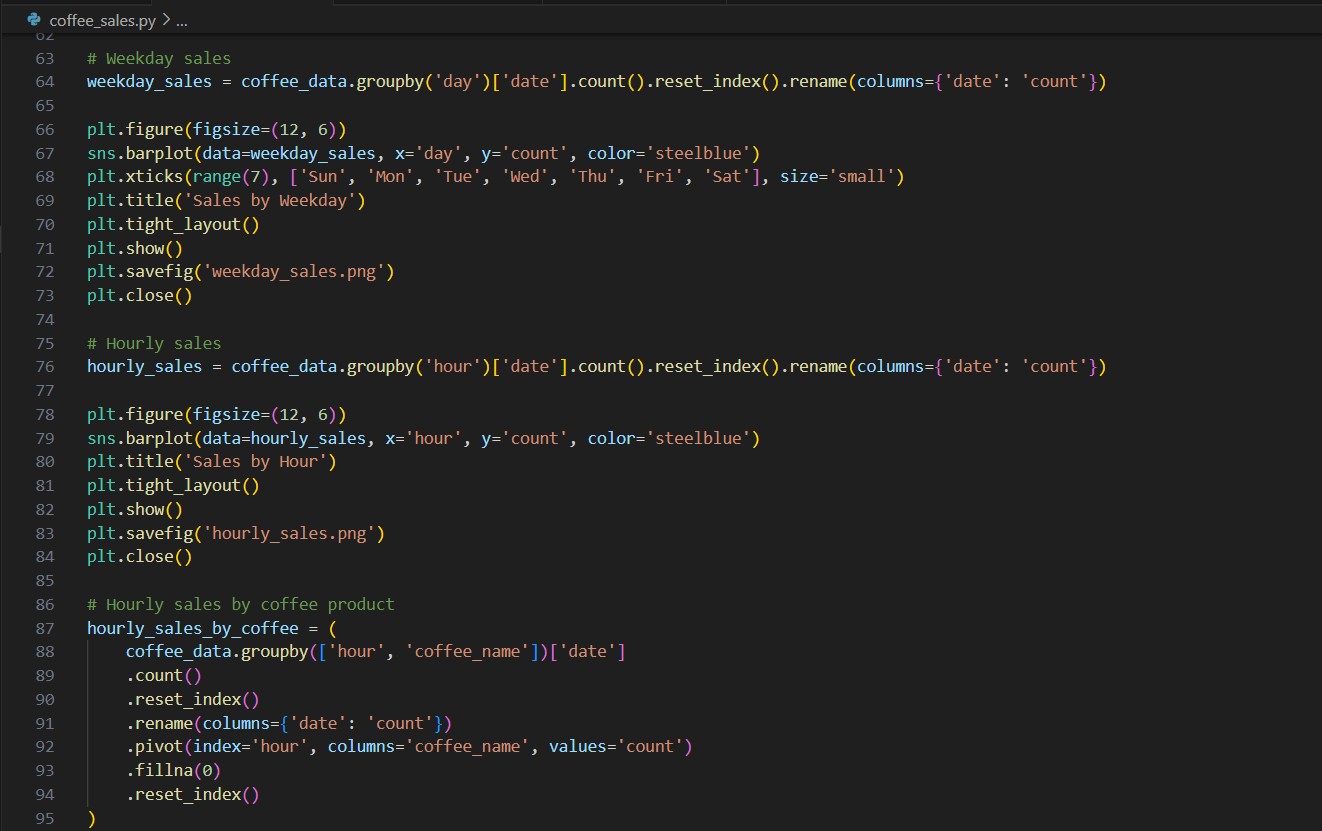 coffee_sales.py > ...
62
63 # Weekday sales
64 weekday_sales = coffee_data.groupby('day')['date'].count().reset_index().rename(columns={'date': 'count'})
65
66 plt.figure(figsize=(12, 6))
67 sns.barplot(data=weekday_sales, x='day', y='count', color='steelblue')
68 plt.xticks(range(7), ['Sun', 'Mon', 'Tue', 'Wed', 'Thu', 'Fri', 'Sat'], size='small')
69 plt.title('Sales by Weekday')
70 plt.tight_layout()
71 plt.show()
72 plt.savefig('weekday_sales.png')
73 plt.close()
74
75 # Hourly sales
76 hourly_sales = coffee_data.groupby('hour')['date'].count().reset_index().rename(columns={'date': 'count'})
77
78 plt.figure(figsize=(12, 6))
79 sns.barplot(data=hourly_sales, x='hour', y='count', color='steelblue')
80 plt.title('Sales by Hour')
81 plt.tight_layout()
82 plt.show()
83 plt.savefig('hourly_sales.png')
84 plt.close()
85
86 # Hourly sales by coffee product
87 hourly_sales_by_coffee = (
88     coffee_data.groupby(['hour', 'coffee_name'])['date']
89     .count()
90     .reset_index()
91     .rename(columns={'date': 'count'})
92     .pivot(index='hour', columns='coffee_name', values='count')
93     .fillna(0)
94     .reset_index()
95 )